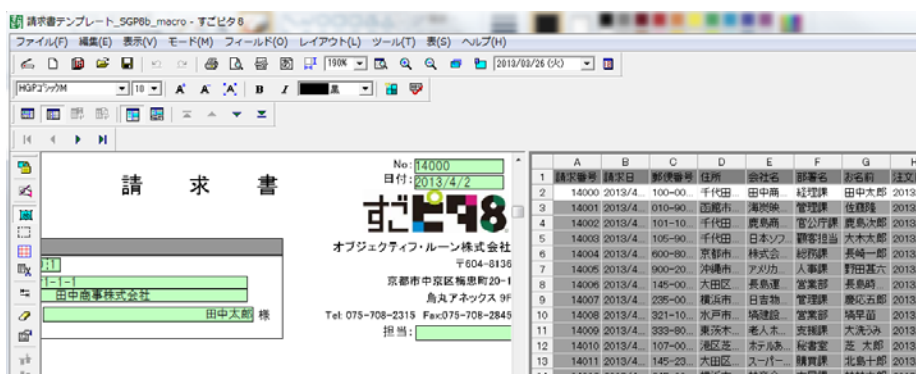 請求書テンプレート_SGP8b_macro - すごピタ8
ファイル(F) 編集(E) 表示(V) モード(M) フィールド(O) レイアウト(L) ツール(T) 表(S) ヘルプ(H)
190% 2013/03/26 (火)
HGPゴシックM 10 A A A B I 黒
請 求 書
No: 14000
日付: 2013/4/2
すごピタ8
オブジェクティフ・ルーン株式会社
〒604-8136
京都市中京区梅忠町20-1
烏丸アネックス 9F
Tel: 075-708-2315 Fax:075-708-2845
担当:
-1-1-1
田中商事株式会社
田中太郎 様
A B C D E F G H
1 請求番号 請求日 郵便番号 住所 会社名 部署名 お名前 注文
2 14000 2013/4... 100-00... 千代田... 田中商... 経理課 田中太郎 2013
3 14001 2013/4... 010-90... 函館市... 海炭映... 管理課 佐藤隆 2013
4 14002 2013/4... 101-10... 千代田... 鹿島商... 官公庁課 鹿島次郎 2013
5 14003 2013/4... 105-90... 千代田... 日本ソフ... 顧客担当 大木太郎 2013
6 14004 2013/4... 600-80... 京都市... 株式会... 総務課 長崎一郎 2013
7 14005 2013/4... 900-20... 沖縄市... アメリカ... 人事課 野田甚六 2013
8 14006 2013/4... 145-00... 大田区... 長島運... 営業部 長島時... 2013
9 14007 2013/4... 235-00... 横浜市... 日吉物... 管理課 慶応五郎 2013
10 14008 2013/4... 321-10... 水戸市... 塙建設... 営業部 塙早苗 2013
11 14009 2013/4... 333-80... 東茨木... 老人ホ... 支援課 大洗うみ 2013
12 14010 2013/4... 107-00... 港区芝... ホテルあ... 秘書室 芝 太郎 2013
13 14011 2013/4... 145-23... 大田区... スーパー... 購買課 北島十郎 2013